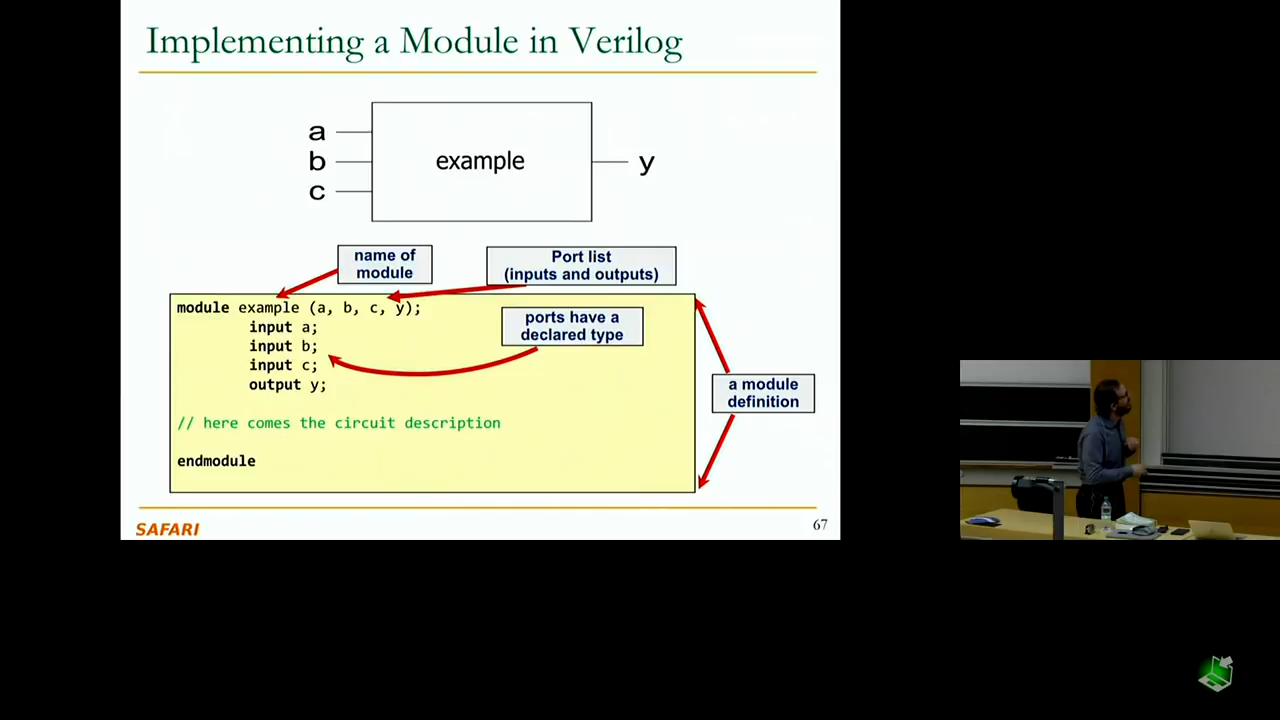 Implementing a Module in Verilog
a
b
c
example
y
name of
module
Port list
(inputs and outputs)
module example (a, b, c, y);
input a;
input b;
input c;
output y;
ports have a
declared type
a module
definition
// here comes the circuit description
endmodule
SAFARI
67